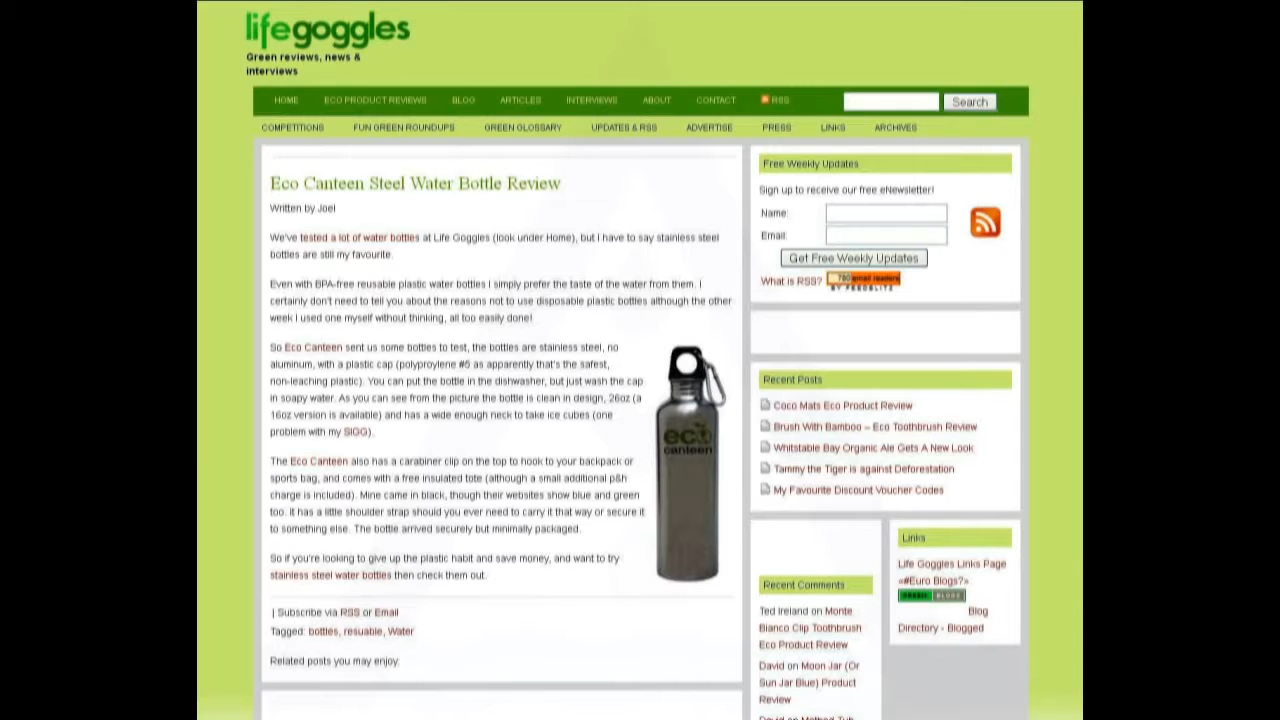 lifegoggles
Green reviews, news &
interviews
HOME ECO PRODUCT REVIEWS BLOG ARTICLES INTERVIEWS ABOUT CONTACT RSS Search
COMPETITIONS FUN GREEN ROUNDUPS GREEN GLOSSARY UPDATES & RSS ADVERTISE PRESS LINKS ARCHIVES
Eco Canteen Steel Water Bottle Review
Written by Joel
We've tested a lot of water bottles at Life Goggles (look under Home), but I have to say stainless steel
bottles are still my favourite.
Even with BPA-free reusable plastic water bottles I simply prefer the taste of the water from them. I
certainly don't need to tell you about the reasons not to use disposable plastic bottles although the other
week I used one myself without thinking, all too easily done!
So Eco Canteen sent us some bottles to test, the bottles are stainless steel, no
aluminum, with a plastic cap (polyproylene #5 as apparently that's the safest,
non-leaching plastic). You can put the bottle in the dishwasher, but just wash the cap
in soapy water. As you can see from the picture the bottle is clean in design, 26oz (a
16oz version is available) and has a wide enough neck to take ice cubes (one
problem with my SIGG).
The Eco Canteen also has a carabiner clip on the top to hook to your backpack or
sports bag, and comes with a free insulated tote (although a small additional p&h
charge is included). Mine came in black, though their websites show blue and green
too. It has a little shoulder strap should you ever need to carry it that way or secure it
to something else. The bottle arrived securely but minimally packaged.
So if you're looking to give up the plastic habit and save money, and want to try
stainless steel water bottles then check them out.
eco
canteen
| Subscribe via RSS or Email
Tagged: bottles, resuable, Water
Related posts you may enjoy:
Free Weekly Updates
Sign up to receive our free eNewsletter!
Name:
Email:
Get Free Weekly Updates
What is RSS? 780 email readers
BY FEEDBLITZ
Recent Posts
Coco Mats Eco Product Review
Brush With Bamboo – Eco Toothbrush Review
Whitstable Bay Organic Ale Gets A New Look
Tammy the Tiger is against Deforestation
My Favourite Discount Voucher Codes
Recent Comments
Ted Ireland on Monte
Bianco Clip Toothbrush
Eco Product Review
David on Moon Jar (Or
Sun Jar Blue) Product
Review
David on Method Tub
Links
Life Goggles Links Page
«#Euro Blogs?»
GREEN BLOGS
Blog
Directory - Blogged